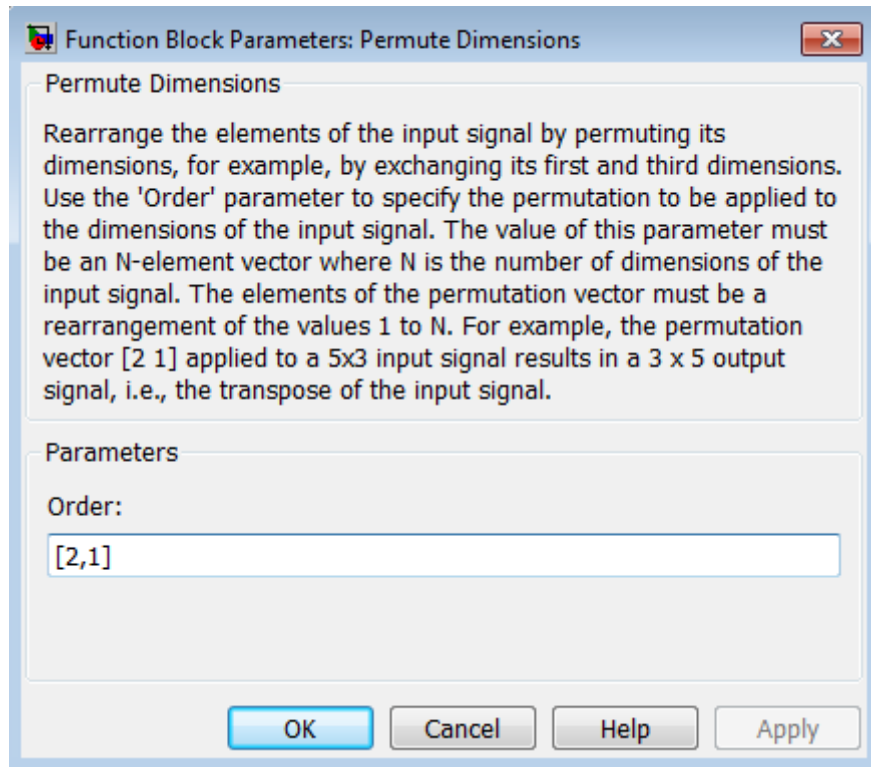 Function Block Parameters: Permute Dimensions
Permute Dimensions
Rearrange the elements of the input signal by permuting its
dimensions, for example, by exchanging its first and third dimensions.
Use the 'Order' parameter to specify the permutation to be applied to
the dimensions of the input signal. The value of this parameter must
be an N-element vector where N is the number of dimensions of the
input signal. The elements of the permutation vector must be a
rearrangement of the values 1 to N. For example, the permutation
vector [2 1] applied to a 5x3 input signal results in a 3 x 5 output
signal, i.e., the transpose of the input signal.
Parameters
Order:
[2,1]
OK Cancel Help Apply